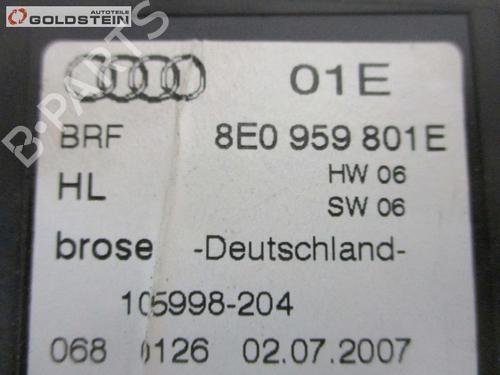 Autoteile
GOLDSTEIN
B-PARTS
01E
BRF
8E0 959 801E
HL
HW 06
SW 06
brose -Deutschland-
105998-204
068 0126 02.07.2007